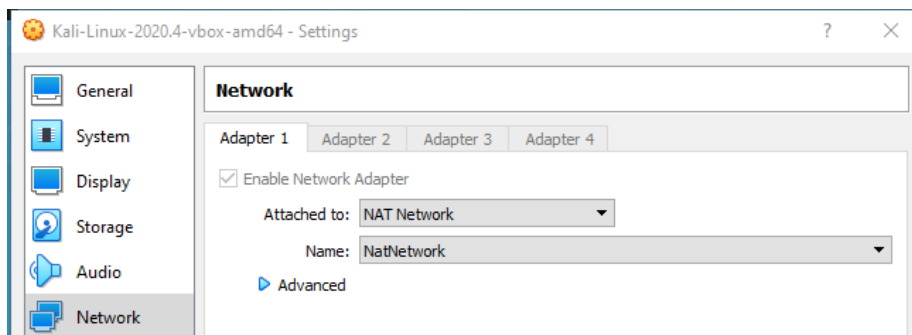 Kali-Linux-2020.4-vbox-amd64 - Settings ? ×
General
System
Display
Storage
Audio
Network
Network
Adapter 1 Adapter 2 Adapter 3 Adapter 4
Enable Network Adapter
Attached to: NAT Network
Name: NatNetwork
Advanced